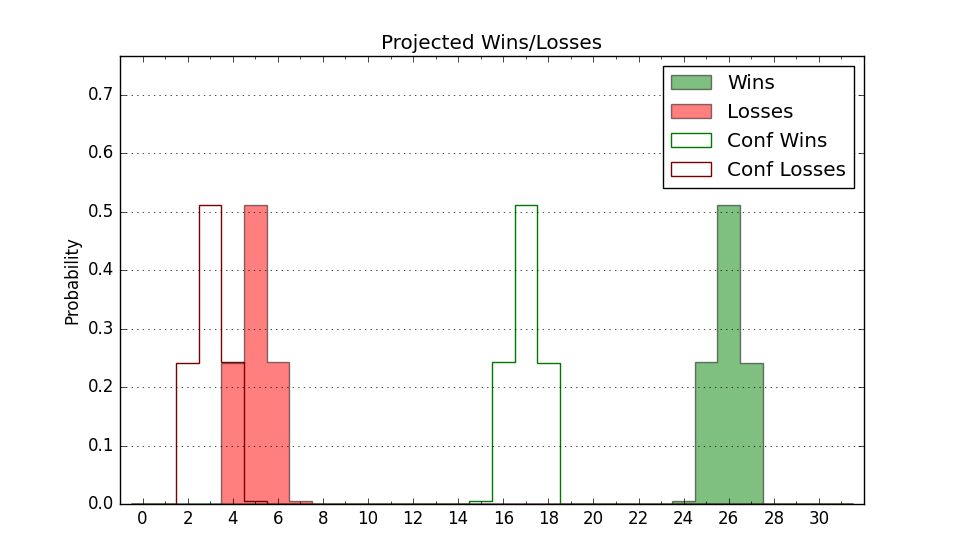 Projected Wins/Losses
Wins
Losses
Conf Wins
Conf Losses
Probability
0.7
0.6
0.5
0.4
0.3
0.2
0.1
0.0
0 2 4 6 8 10 12 14 16 18 20 22 24 26 28 30